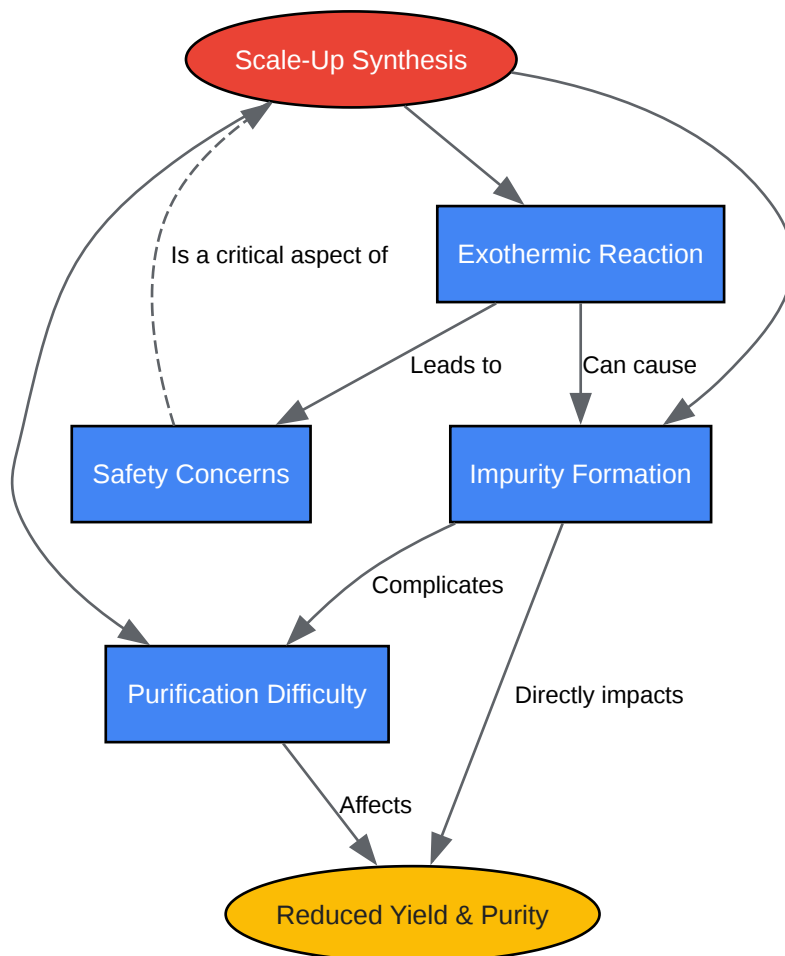 Scale-Up Synthesis
Is a critical aspect of
Exothermic Reaction
Leads to
Can cause
Safety Concerns
Impurity Formation
Complicates
Purification Difficulty
Directly impacts
Affects
Reduced Yield & Purity